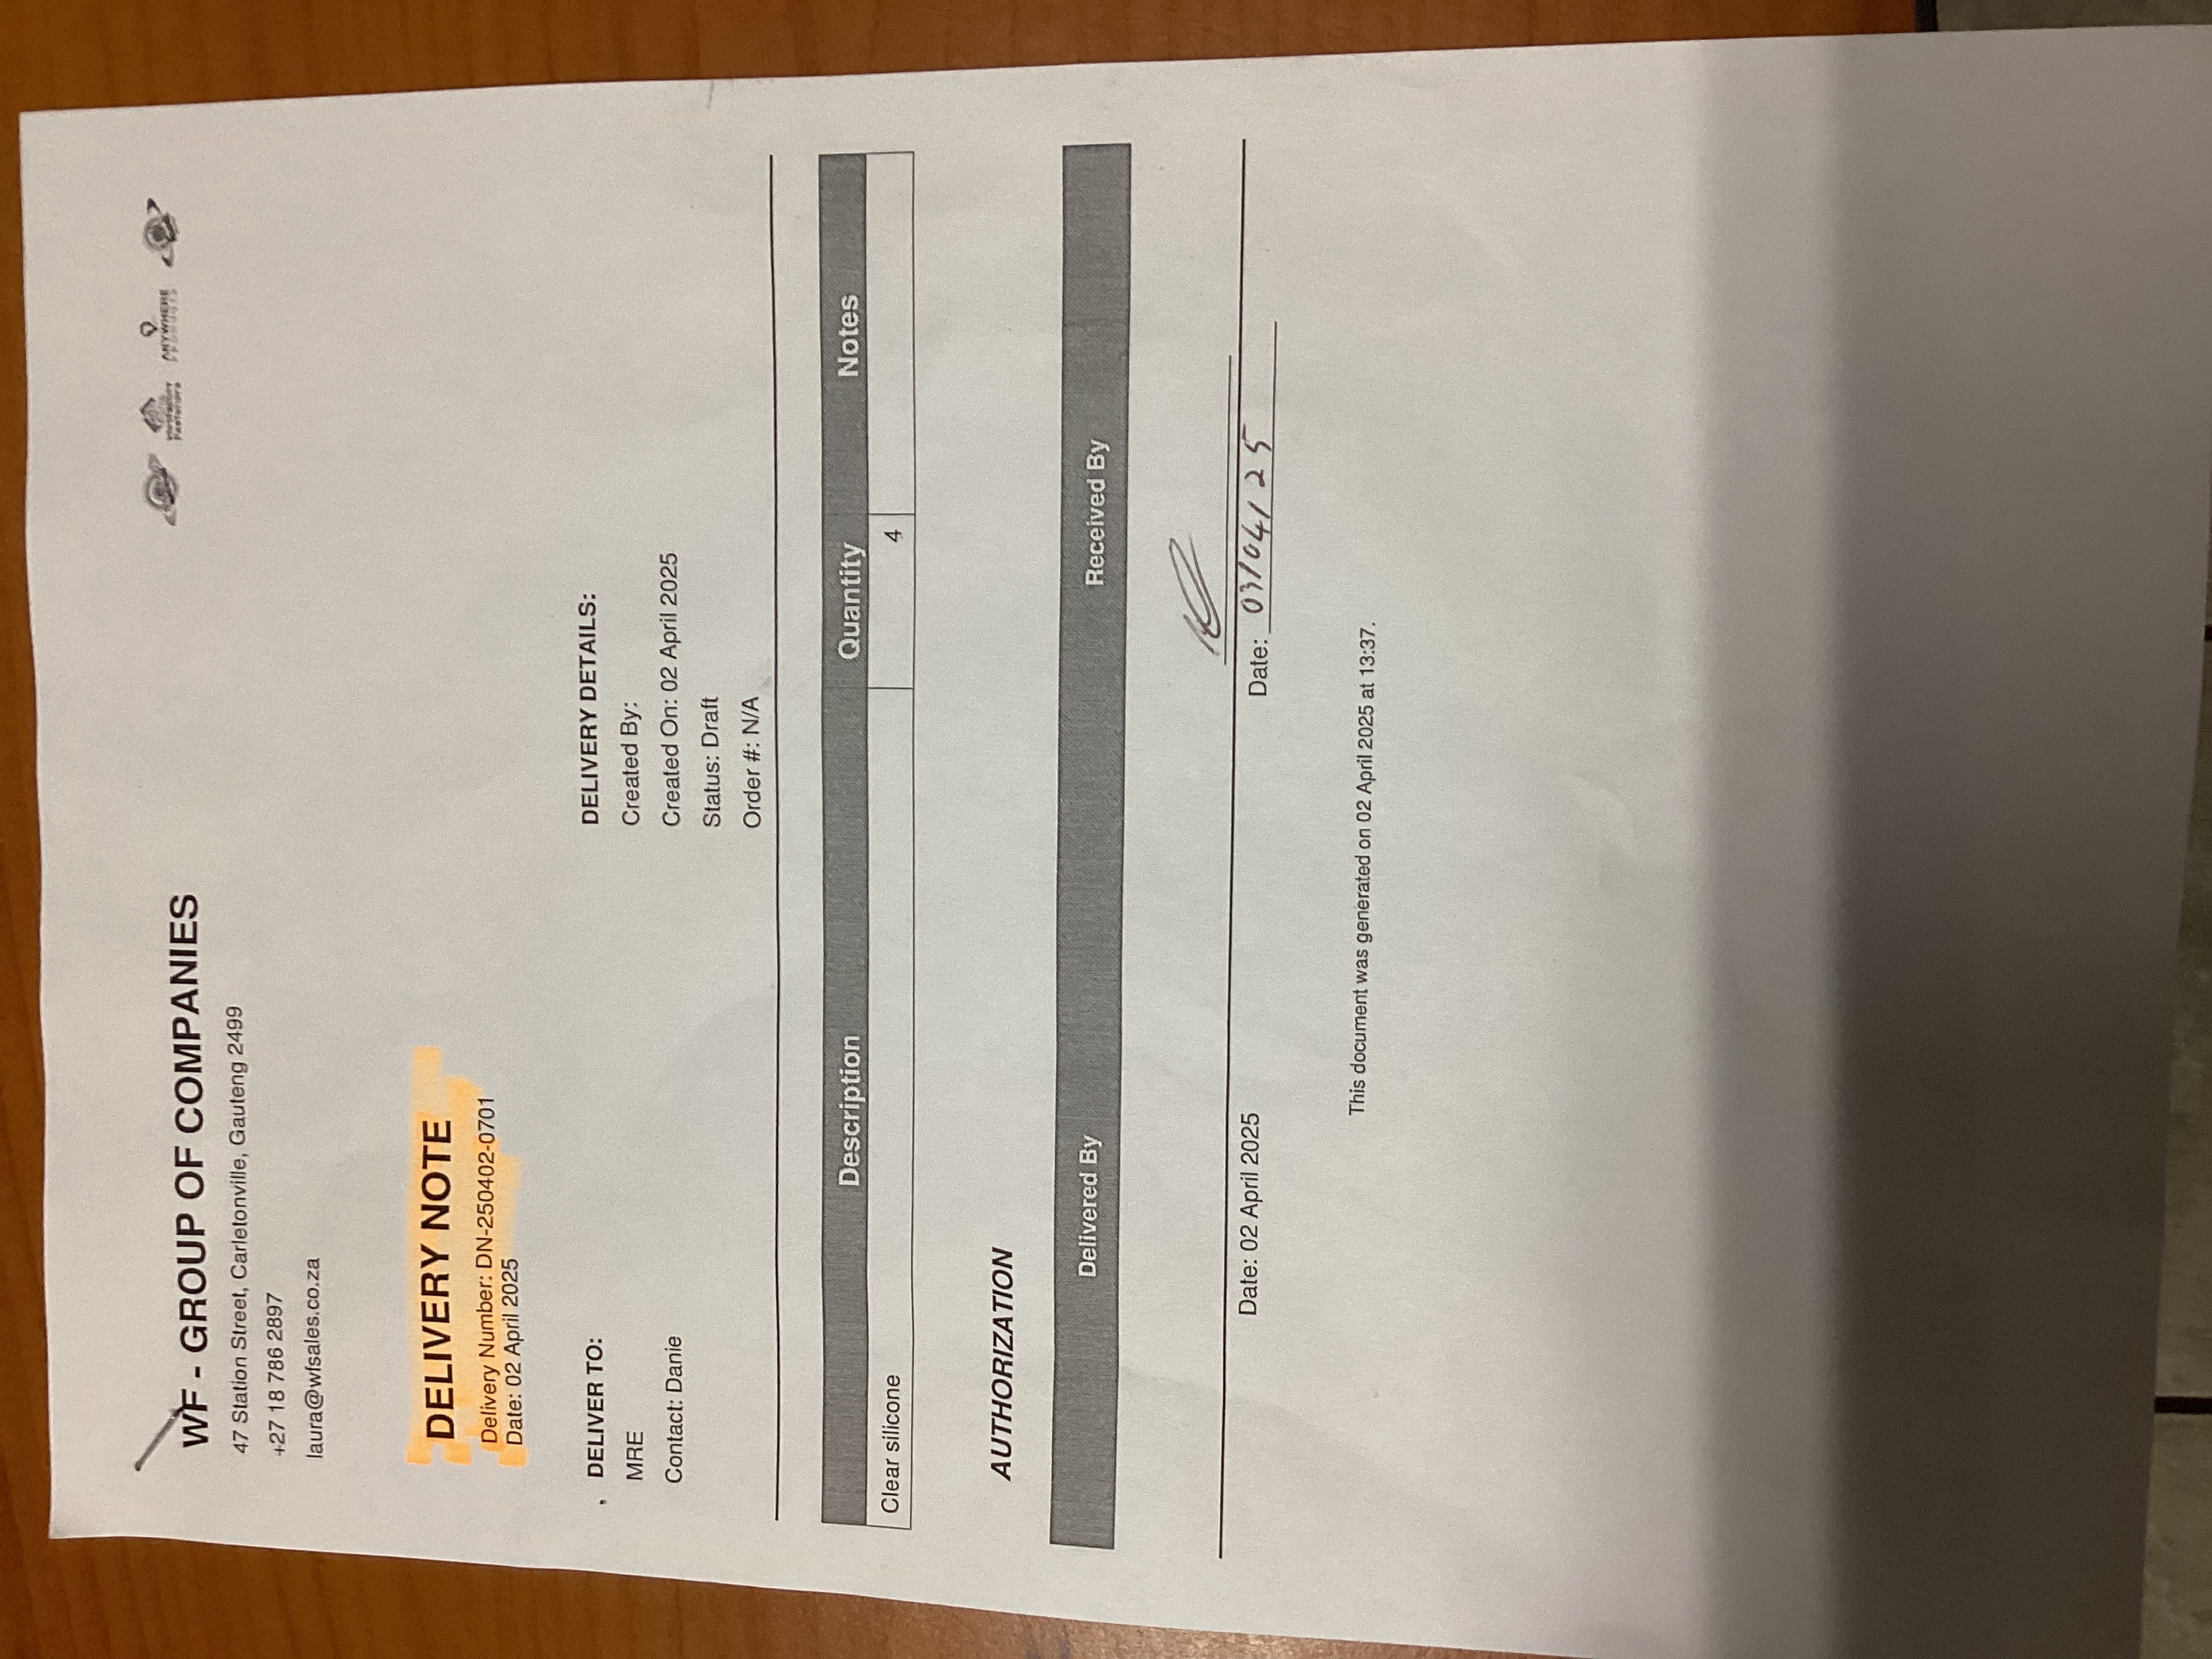 WF - GROUP OF COMPANIES
47 Station Street, Carletonville, Gauteng 2499
+27 18 786 2897
laura@wfsales.co.za
ANYWHERE
DELIVERY NOTE
Delivery Number: DN-250402-0701
Date: 02 April 2025
DELIVER TO:
MRE
Contact: Danie
DELIVERY DETAILS:
Created By:
Created On: 02 April 2025
Status: Draft
Order #: N/A
Description Quantity Notes
Clear silicone 4
AUTHORIZATION
Delivered By Received By
Date: 02 April 2025
Date: 03/04/25
This document was generated on 02 April 2025 at 13:37.